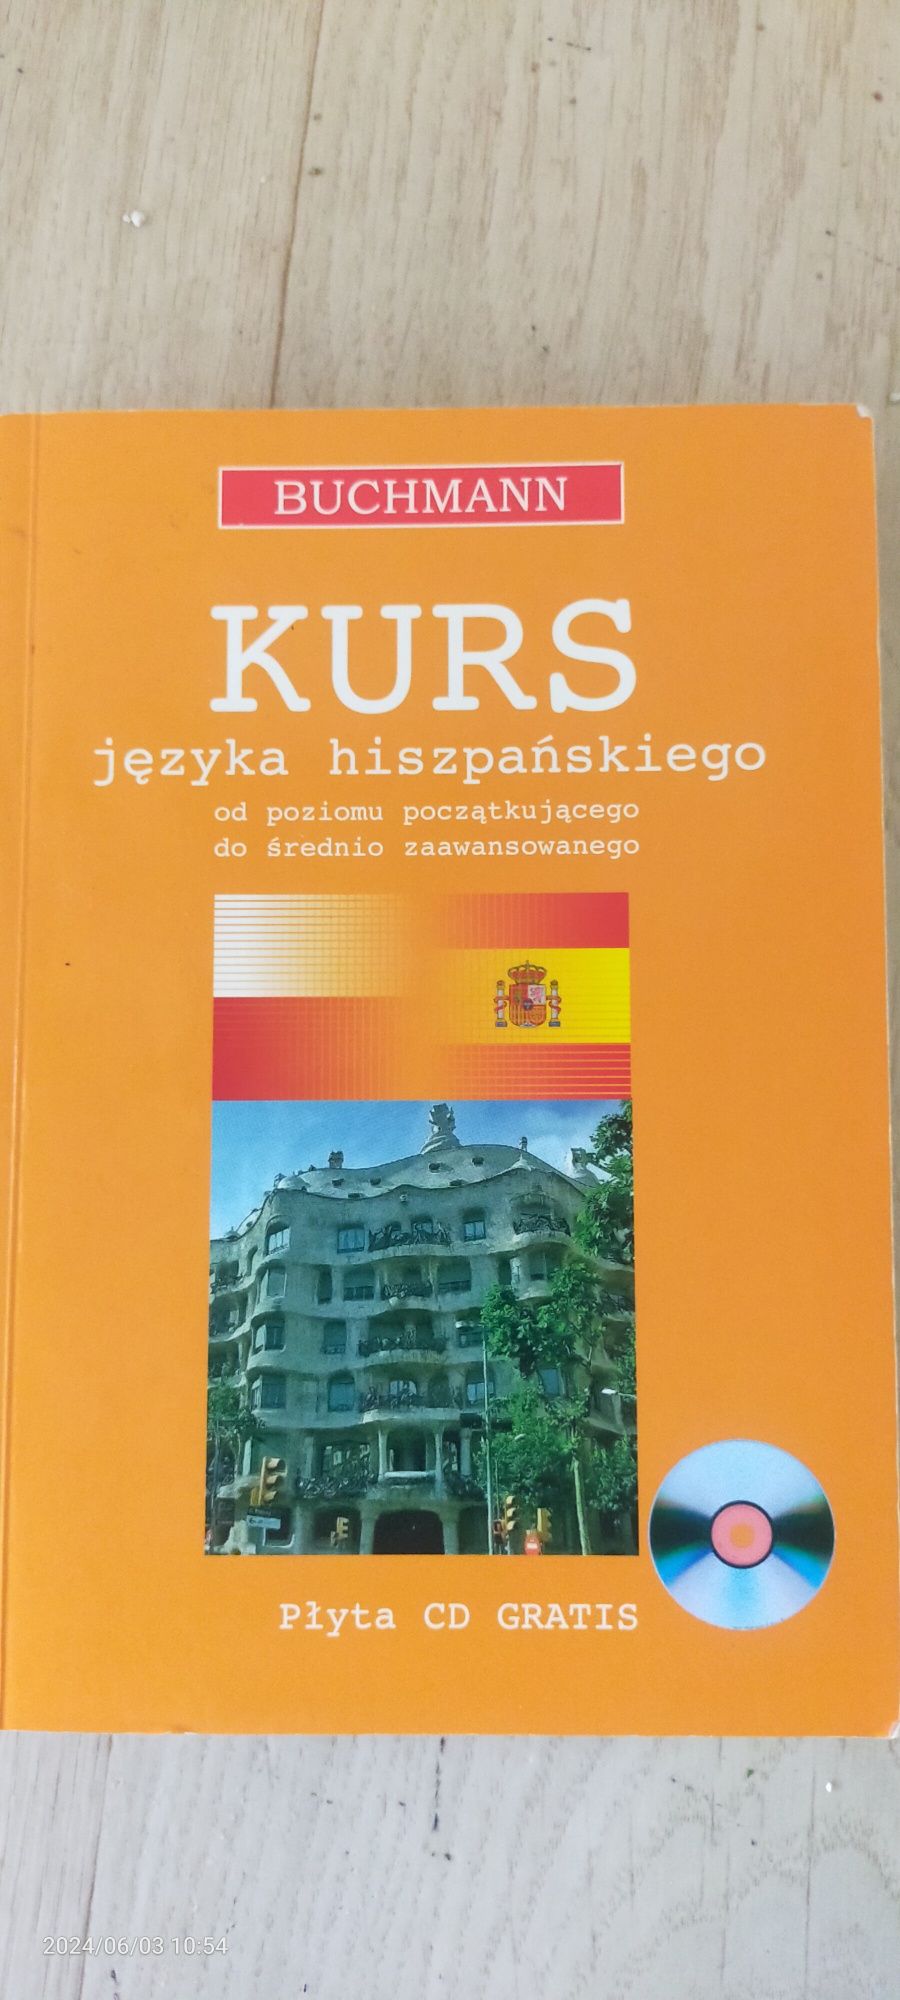 BUCHMANN
KURS
języka hiszpańskiego
od poziomu początkującego
do średnio zaawansowanego
Płyta CD GRATIS
2024/06/03 10:54